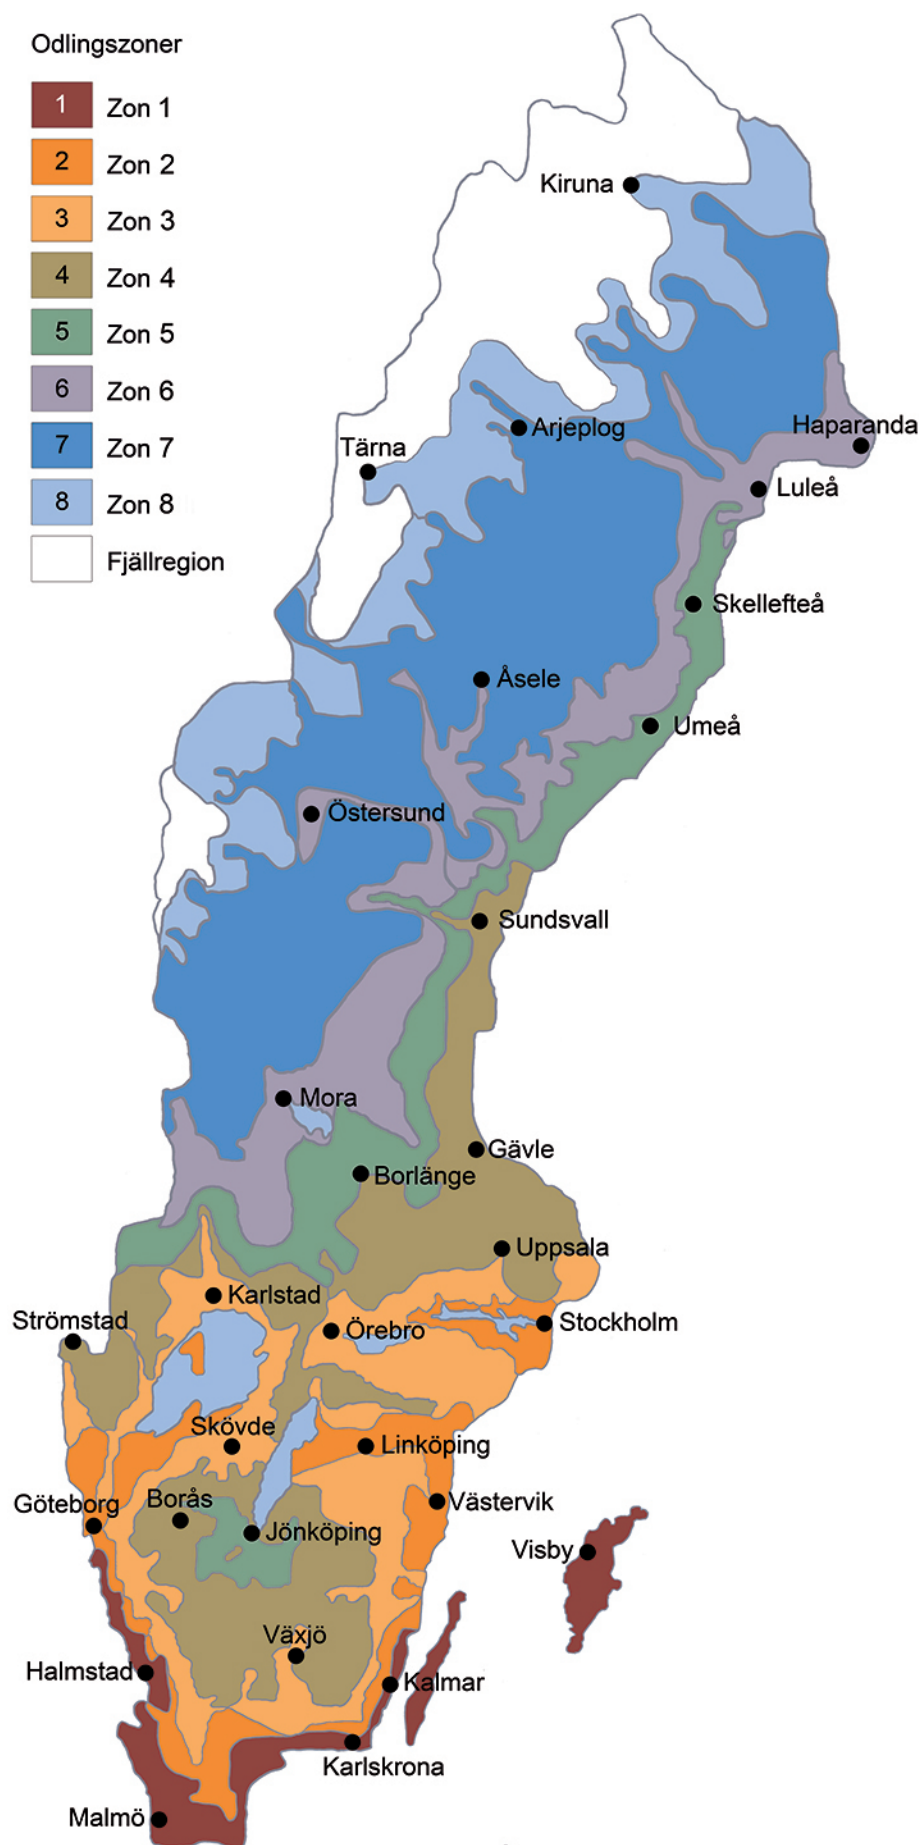 Odlingszoner
1 Zon 1
2 Zon 2
3 Zon 3
4 Zon 4
5 Zon 5
6 Zon 6
7 Zon 7
8 Zon 8
Fjällregion
Kiruna
Haparanda
Arjeplog
Tärna
Luleå
Skellefteå
Åsele
Umeå
Östersund
Sundsvall
Mora
Gävle
Borlänge
Uppsala
Karlstad
Strömstad
Örebro
Stockholm
Skövde
Linköping
Göteborg
Borås
Västervik
Jönköping
Visby
Växjö
Halmstad
Kalmar
Karlskrona
Malmö